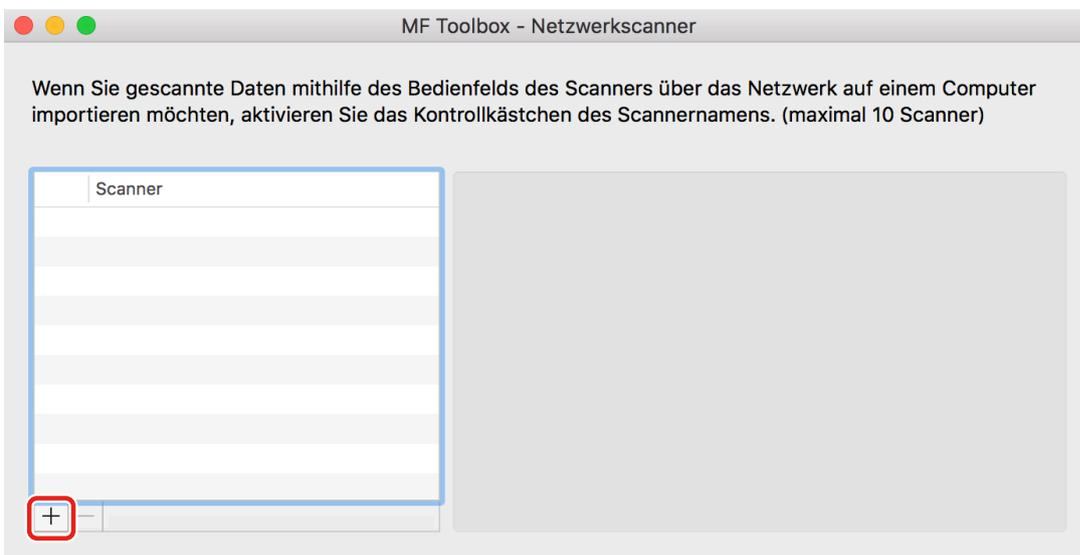 MF Toolbox - Netzwerkscanner
Wenn Sie gescannte Daten mithilfe des Bedienfelds des Scanners über das Netzwerk auf einem Computer
importieren möchten, aktivieren Sie das Kontrollkästchen des Scannernamens. (maximal 10 Scanner)
Scanner
+ −